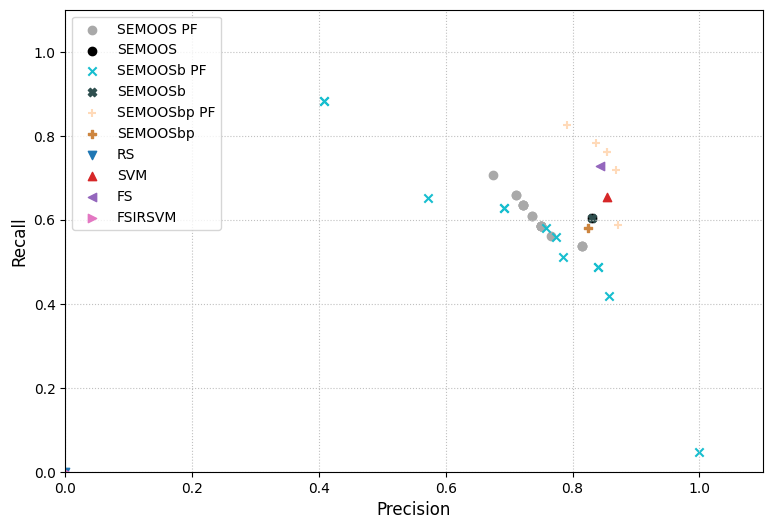 SEMOOS PF
SEMOOS
SEMOOSb PF
SEMOOSb
SEMOOSbp PF
SEMOOSbp
RS
SVM
FS
FSIRSVM
1.0
0.8
0.6
0.4
0.2
0.0
Recall
0.0 0.2 0.4 0.6 0.8 1.0
Precision